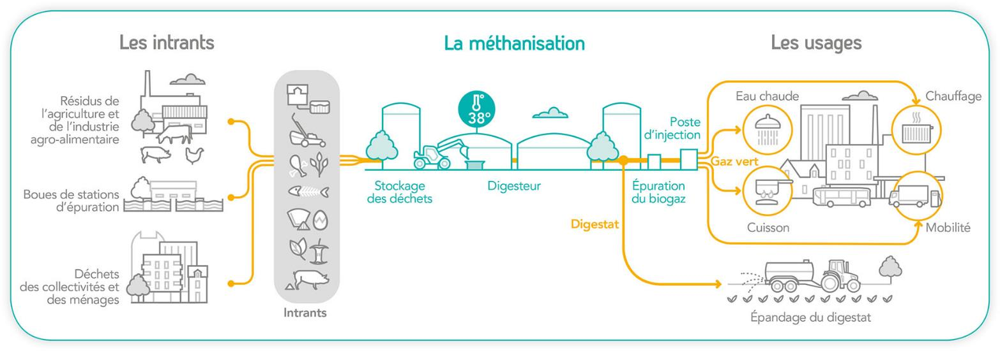 Les intrants
La méthanisation
Les usages
Résidus de
l'agriculture et
de l'industrie
agro-alimentaire
Boues de stations
d'épuration
Déchets
des collectivités et
des ménages
Intrants
38°
Stockage
des déchets
Digesteur
Épuration
du biogaz
Poste
d'injection
Digestat
Gaz vert
Eau chaude
Chauffage
Cuisson
Mobilité
Épandage du digestat